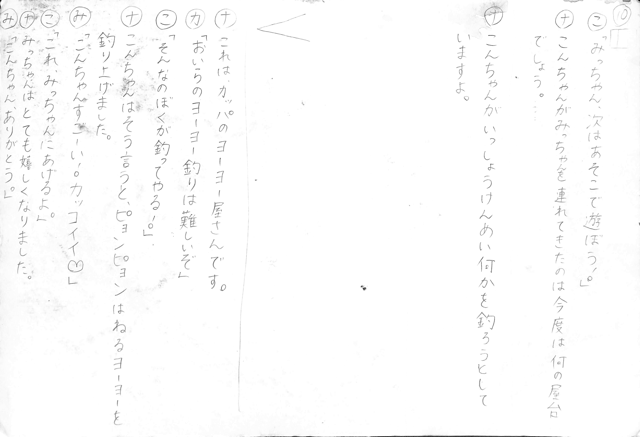 ⑩
こ「みっちゃん、次はあそこで遊ぼう!。」
ナ こんちゃんがみっちゃんを連れてきたのは今度は何の屋台
でしょう。…
ナ こんちゃんがいっしょうけんめい何かを釣ろうとして
いますよ。
ナ これは、カッパのヨーヨー屋さんです。
カ「おいらのヨーヨー釣りは難しいぞ」
こ「そんなのぼくが釣ってやるー!。」
ナ こんちゃんはそう言うと、ピョンピョンはねるヨーヨーを
釣り上げました。
み「こんちゃんすごーい!。カッコイイ♡」
こ「これ、みっちゃんにあげるよ。」
ナ みっちゃんはとても嬉しくなりました。
み「こんちゃんありがとう。」